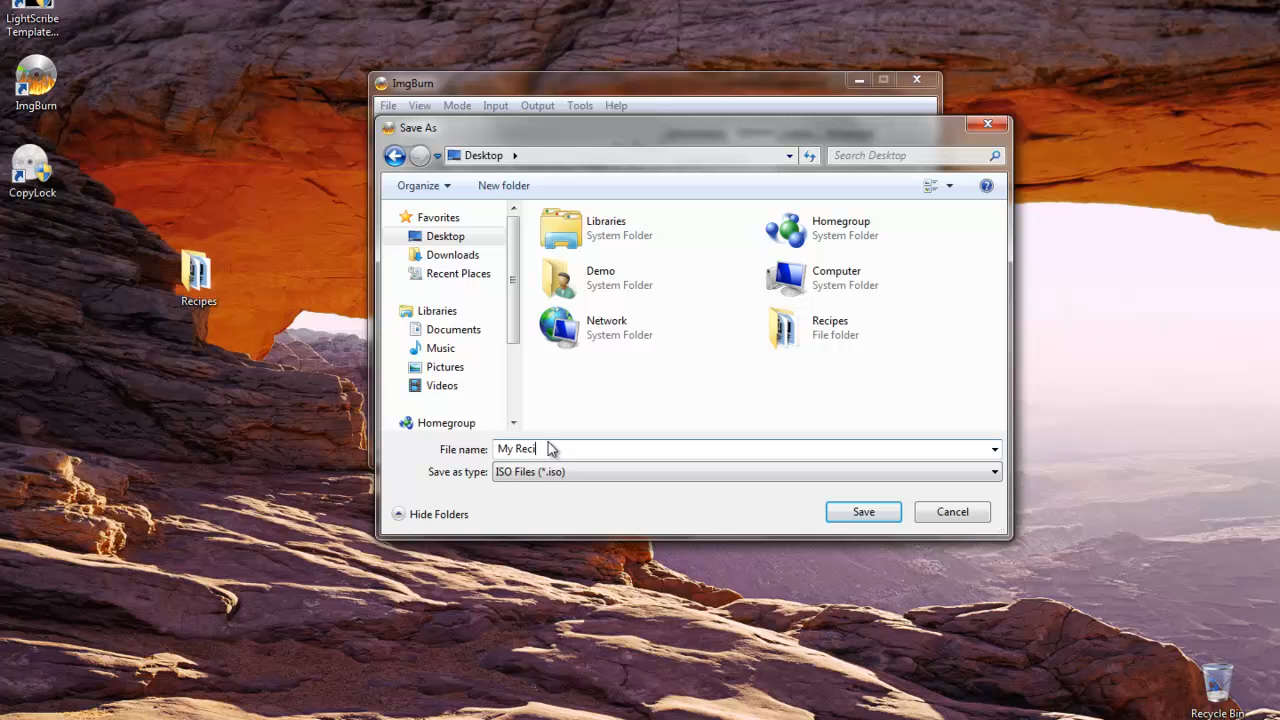 LightScribe
Template...
ImgBurn
CopyLock
Recipes
ImgBurn
File View Mode Input Output Tools Help
Save As
Desktop
Search Desktop
Organize
New folder
Favorites
Desktop
Downloads
Recent Places
Libraries
Documents
Music
Pictures
Videos
Homegroup
Libraries
System Folder
Homegroup
System Folder
Demo
System Folder
Computer
System Folder
Network
System Folder
Recipes
File folder
File name: My Reci
Save as type: ISO Files (*.iso)
Hide Folders
Save
Cancel
Recycle Bin